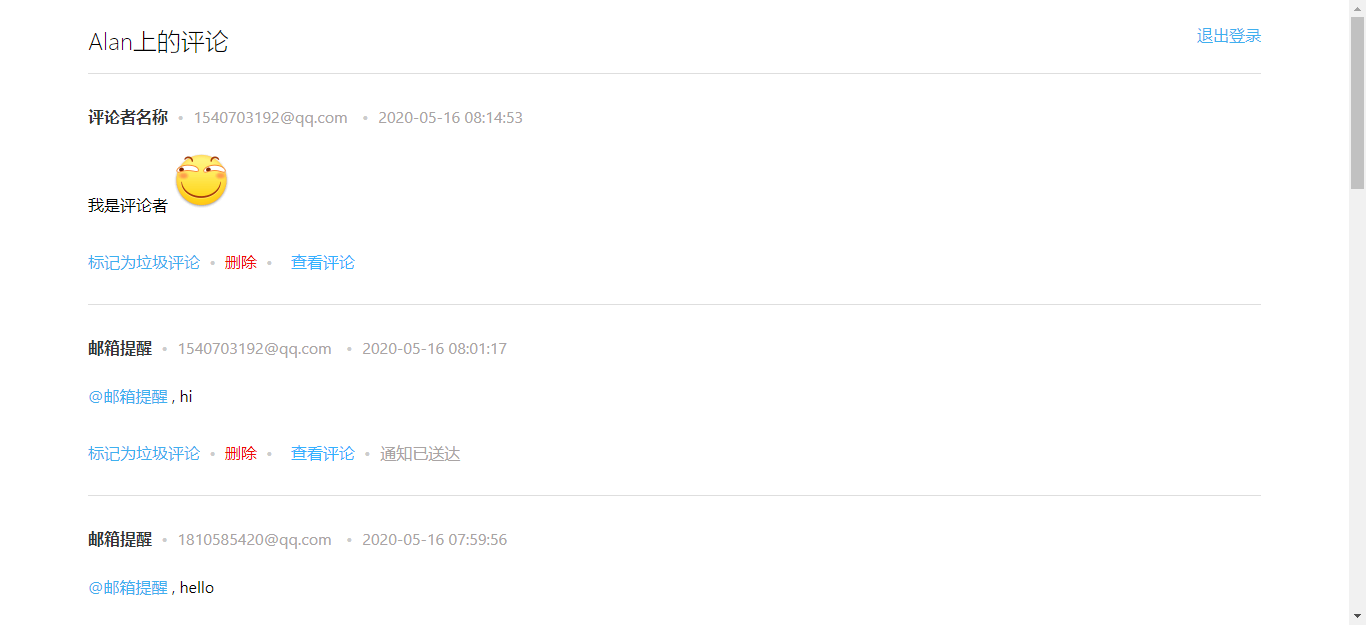 Alan上的评论
退出登录
评论者名称 • 1540703192@qq.com • 2020-05-16 08:14:53
我是评论者
标记为垃圾评论 • 删除 • 查看评论
邮箱提醒 • 1540703192@qq.com • 2020-05-16 08:01:17
@邮箱提醒 , hi
标记为垃圾评论 • 删除 • 查看评论 • 通知已送达
邮箱提醒 • 1810585420@qq.com • 2020-05-16 07:59:56
@邮箱提醒 , hello